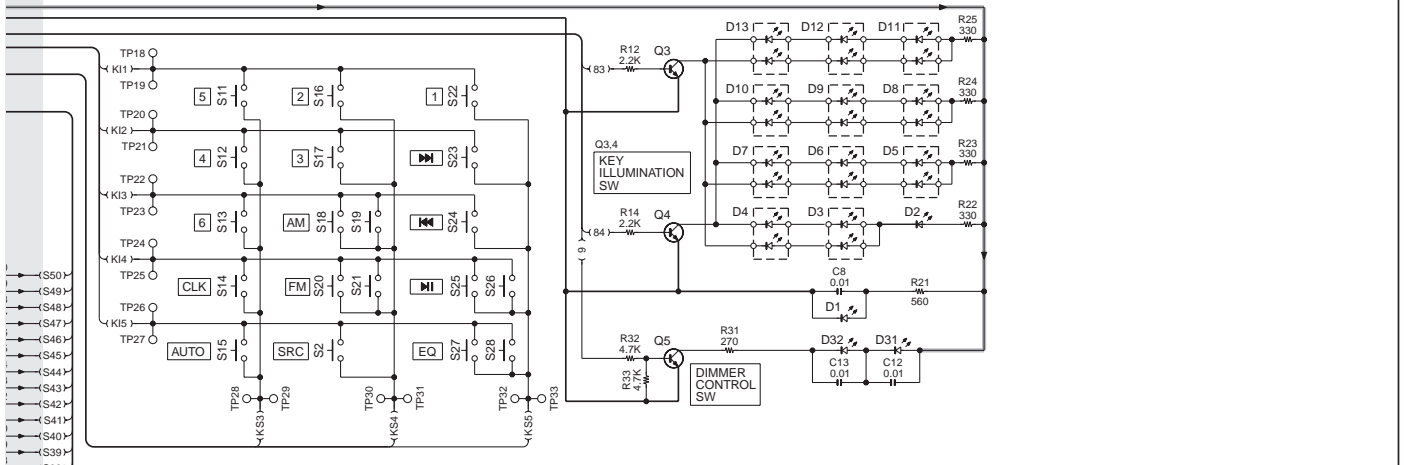 D13 D12 D11 R25 330
R12 2.2K Q3
(83)
TP18
KI1
TP19
5 S11 2 S16 1 S22
D10 D9 D8 R24 330
TP20
KI2
TP21
4 S12 3 S17 S23
Q3,4
KEY
ILLUMINATION
SW
D7 D6 D5 R23 330
TP22
KI3
TP23
6 S13 AM S18 S19 S24
R14 2.2K Q4
(84)
9
D4 D3 D2 R22 330
TP24
KI4
TP25
CLK S14 FM S20 S21 S25 S26
C8 0.01
D1
R21 560
TP26
KI5
TP27
AUTO S15 SRC S2 EQ S27 S28
R32 4.7K Q5
R31 270
R33 4.7K
D32 D31
C13 0.01
C12 0.01
DIMMER
CONTROL
SW
TP28 TP29 TP30 TP31 TP32 TP33
KS3 KS4 KS5
(S50)
(S49)
(S48)
(S47)
(S46)
(S45)
(S44)
(S43)
(S42)
(S41)
(S40)
(S39)